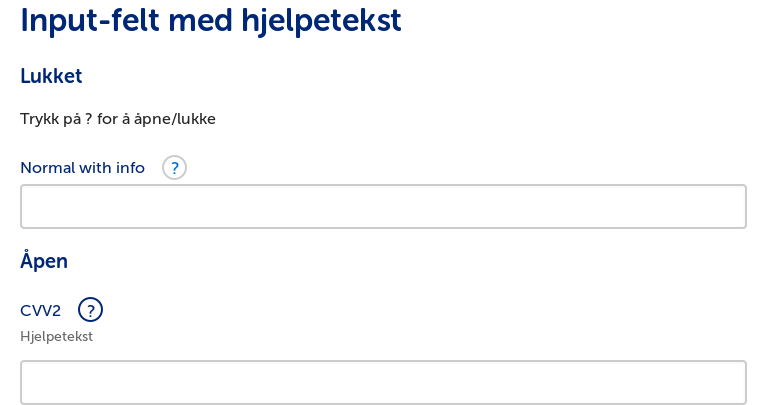 Input-felt med hjelpetekst
Lukket
Trykk på ? for å åpne/lukke
Normal with info ?
Åpen
CVV2 ?
Hjelpetekst